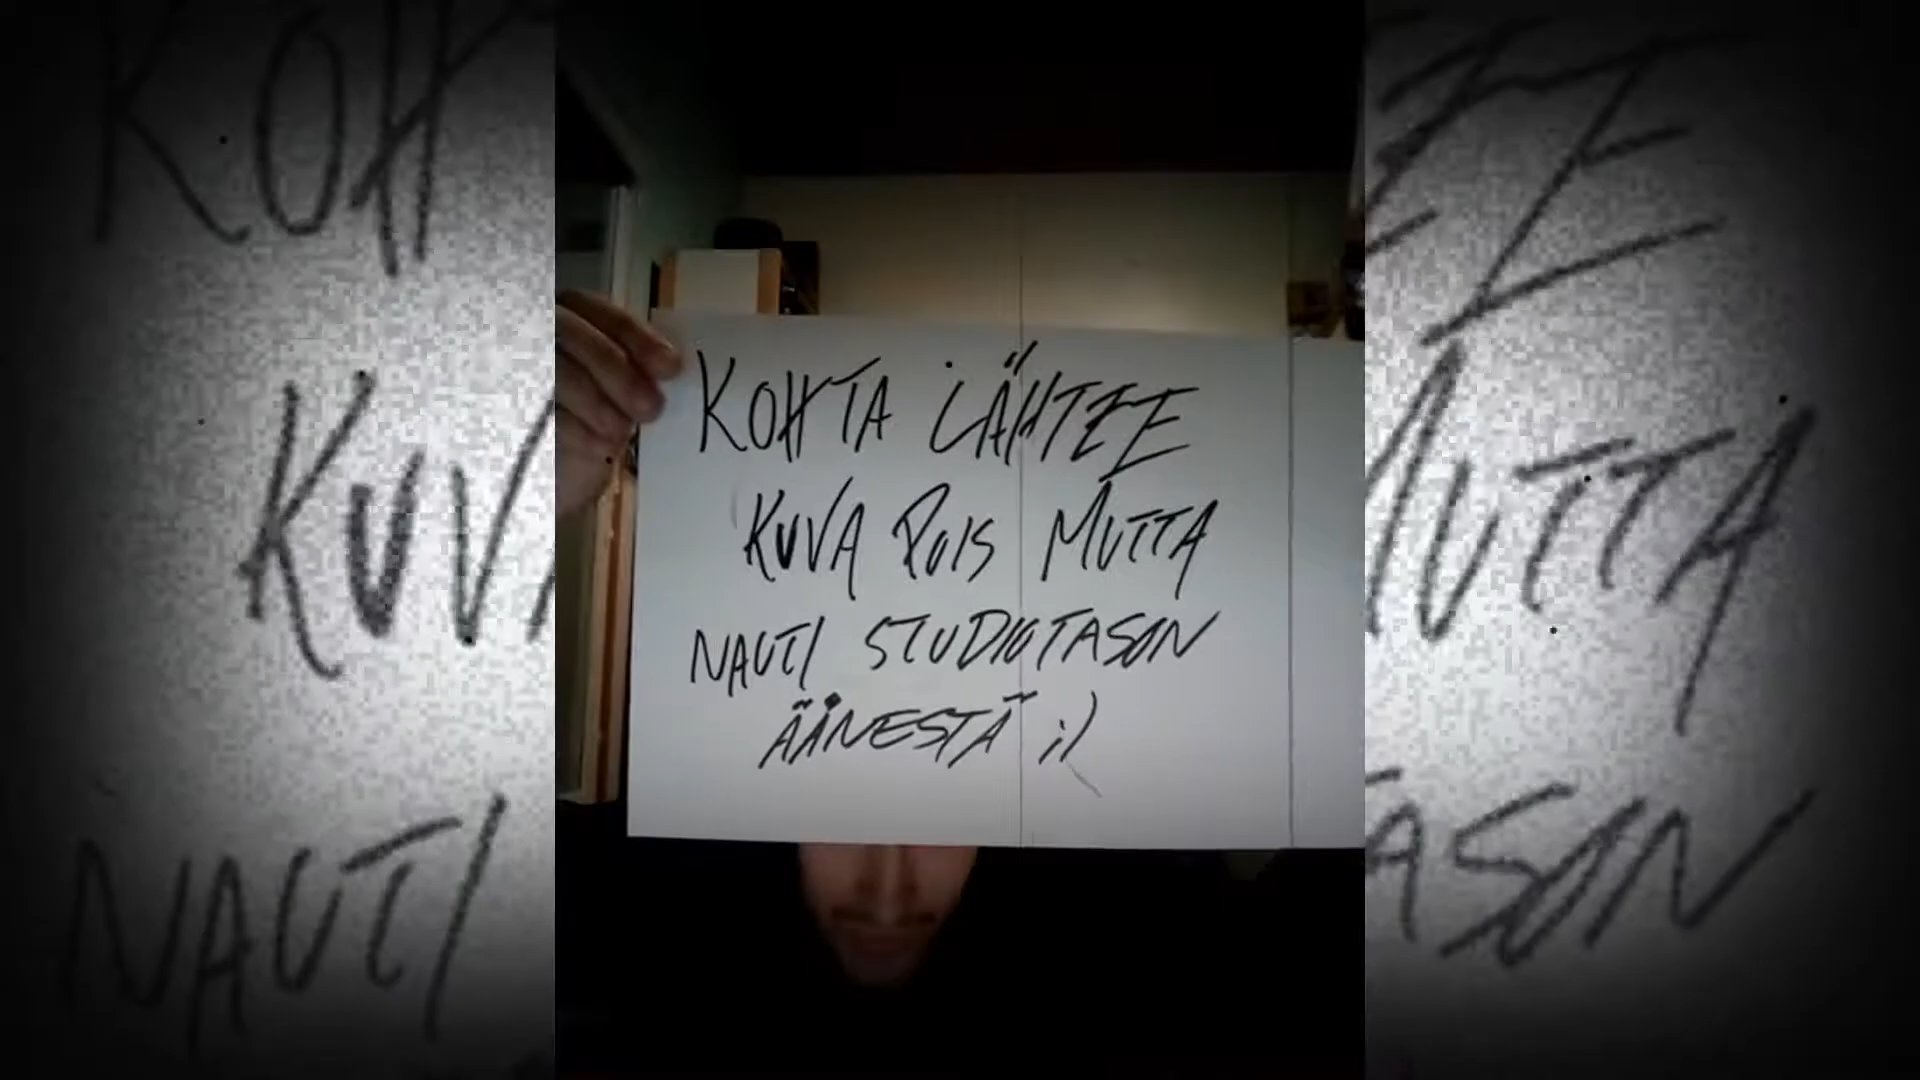 KOHTA LÄHTEE
KUVA POIS MUTTA
NAUTI STUDIOTASON
ÄÄNESTÄ ;)